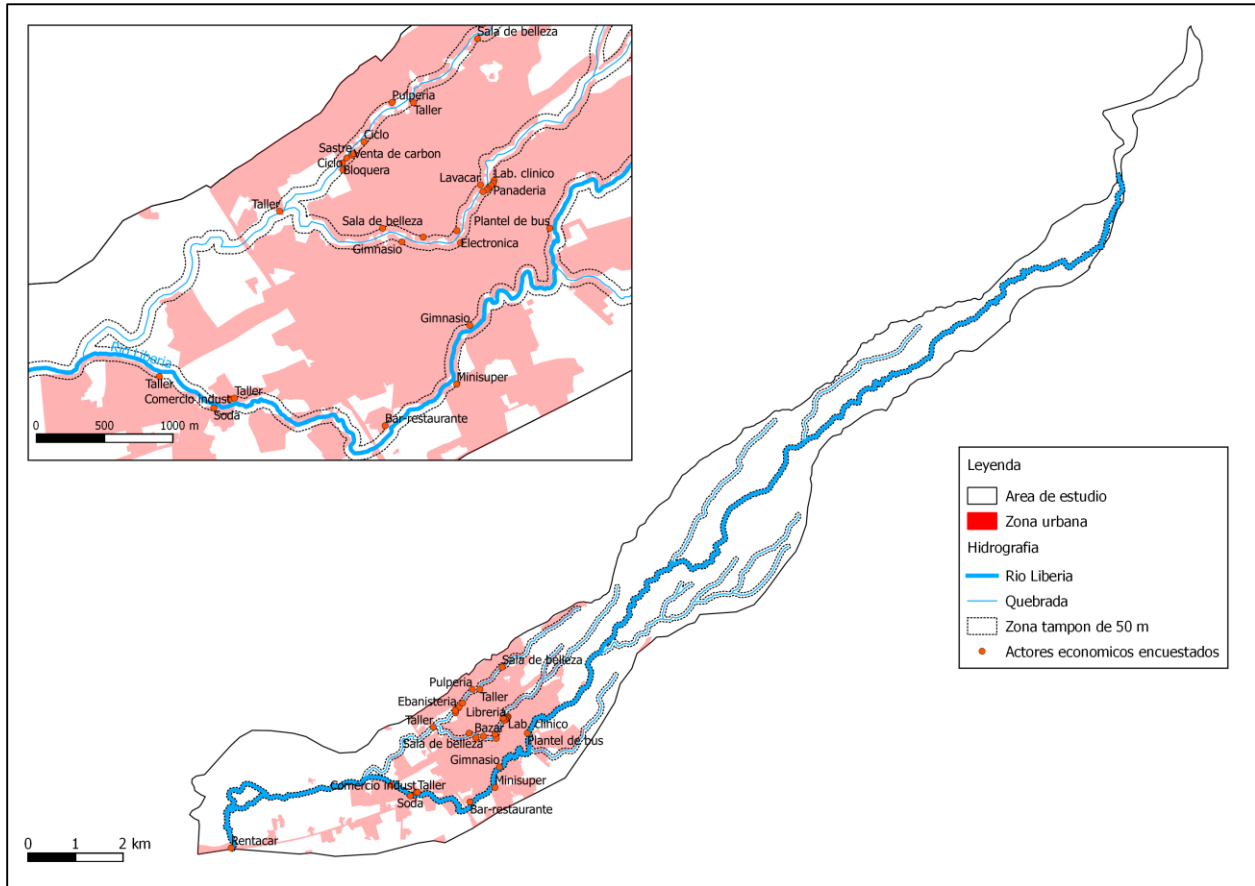 Sala de belleza
Pulperia
Taller
Ciclo
Sastre
Venta de carbon
Ciclo
Bloquera
Lavacar
Lab. clinico
Panaderia
Taller
Sala de belleza
Plantel de bus
Gimnasio
Electronica
Gimnasio
Rio Liberia
Taller
Minisuper
Comercio indust
Taller
Soda
Bar-restaurante
0 500 1000 m
Leyenda
Area de estudio
Zona urbana
Hidrografia
Rio Liberia
Quebrada
Zona tampon de 50 m
Actores economicos encuestados
Sala de belleza
Pulperia
Taller
Ebanisteria
Libreria
Taller
Lab. clinico
Bazar
Sala de belleza
Plantel de bus
Gimnasio
Comercio indust
Taller
Minisuper
Soda
Bar-restaurante
Rentacar
0 1 2 km